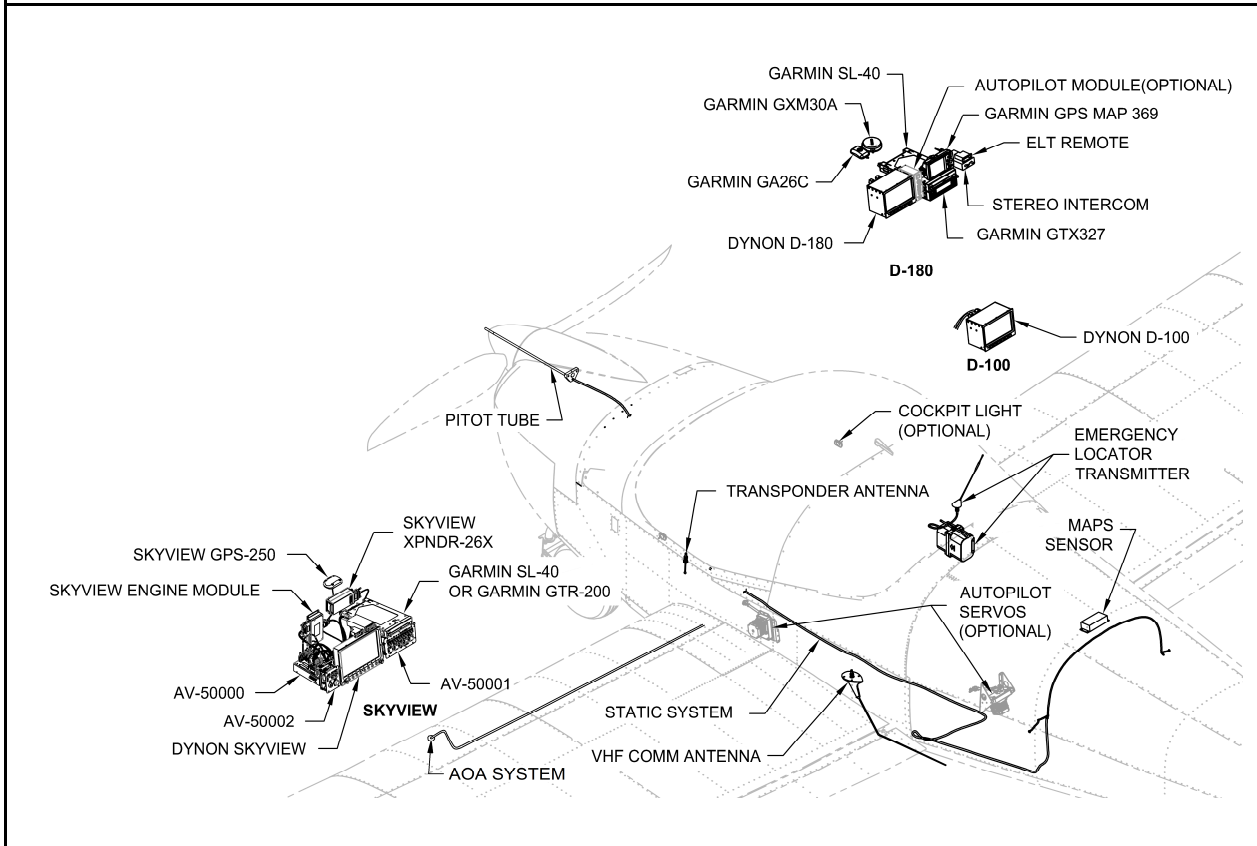 GARMIN SL-40
AUTOPILOT MODULE(OPTIONAL)
GARMIN GXM30A
GARMIN GPS MAP 369
ELT REMOTE
GARMIN GA26C
STEREO INTERCOM
GARMIN GTX327
DYNON D-180
D-180
DYNON D-100
D-100
PITOT TUBE
COCKPIT LIGHT
(OPTIONAL)
EMERGENCY
LOCATOR
TRANSMITTER
TRANSPONDER ANTENNA
MAPS
SENSOR
SKYVIEW
XPNDR-26X
SKYVIEW GPS-250
SKYVIEW ENGINE MODULE
GARMIN SL-40
OR GARMIN GTR-200
AUTOPILOT
SERVOS
(OPTIONAL)
AV-50000
AV-50001
AV-50002
SKYVIEW
DYNON SKYVIEW
STATIC SYSTEM
VHF COMM ANTENNA
AOA SYSTEM